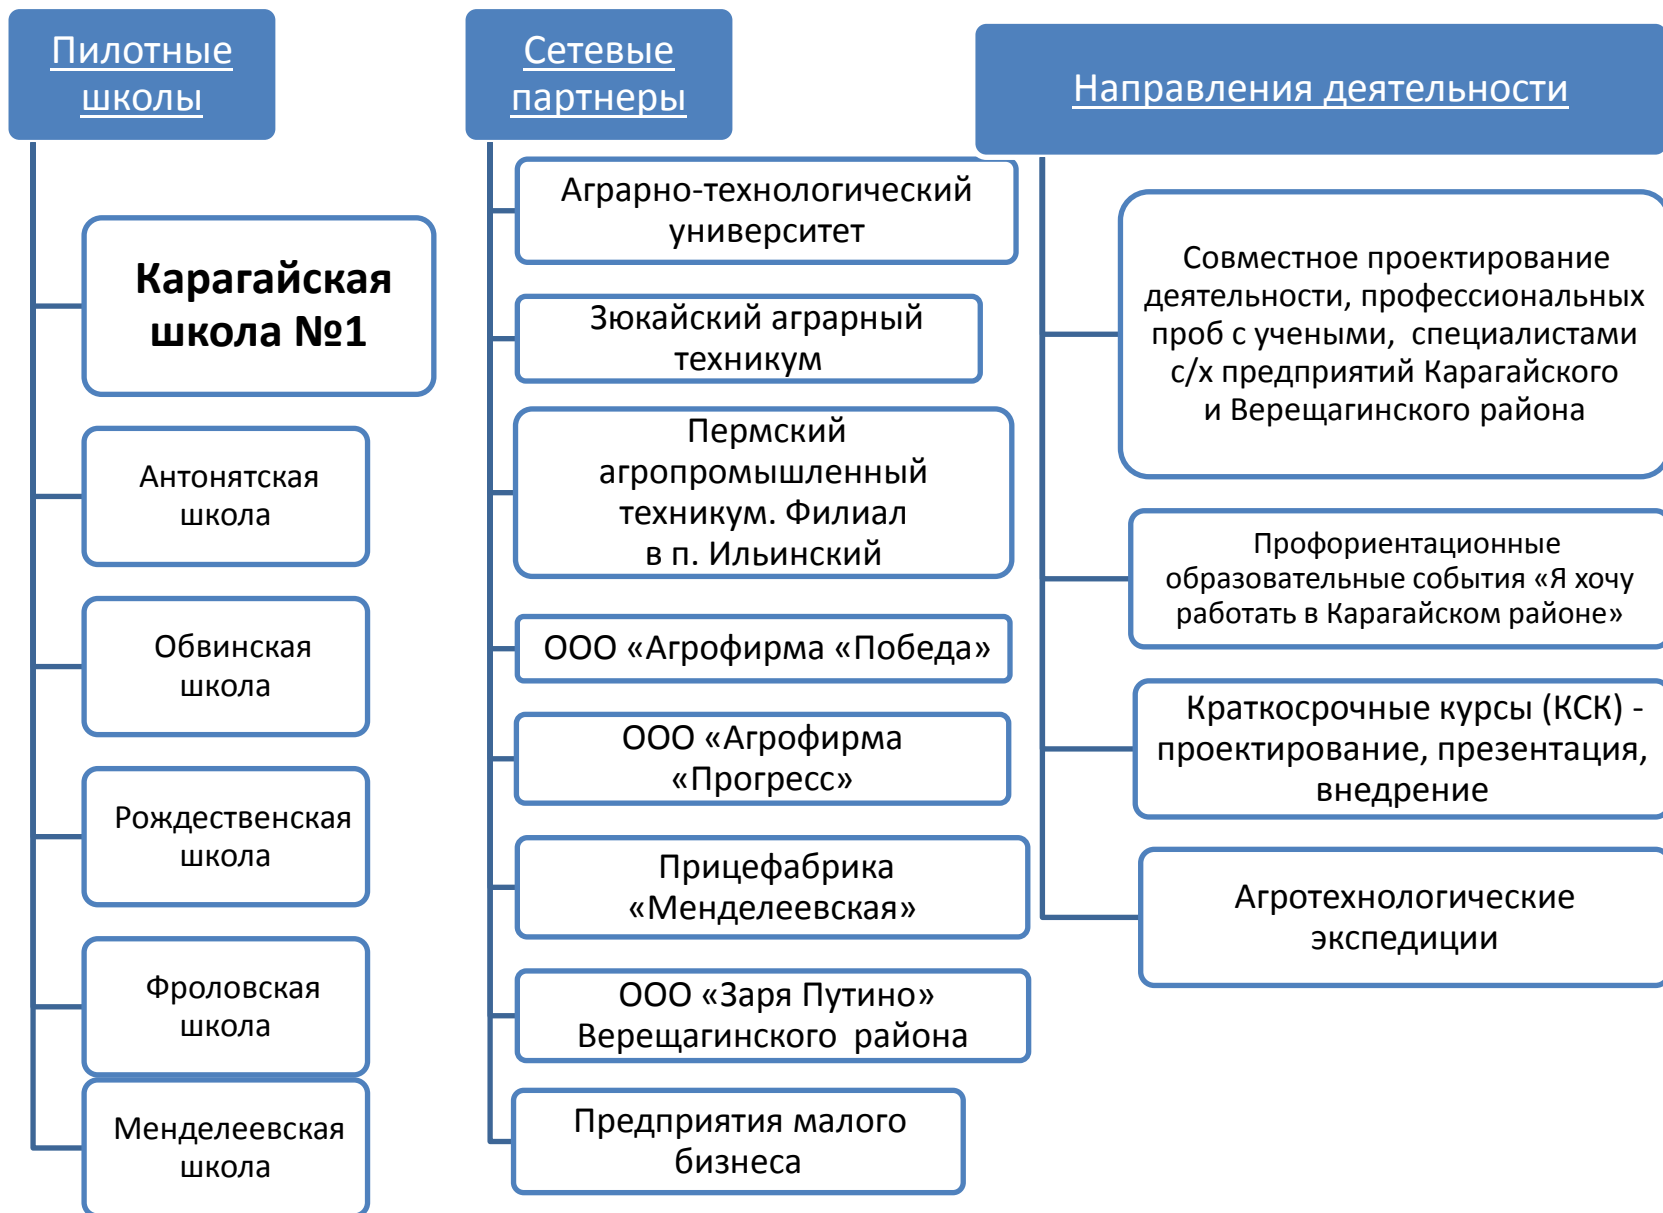 Пилотные
школы
Карагайская
школа №1
Антонятская
школа
Обвинская
школа
Рождественская
школа
Фроловская
школа
Менделеевская
школа
Сетевые
партнеры
Аграрно-технологический
университет
Зюкайский аграрный
техникум
Пермский
агропромышленный
техникум. Филиал
в п. Ильинский
ООО «Агрофирма «Победа»
ООО «Агрофирма
«Прогресс»
Прицефабрика
«Менделеевская»
ООО «Заря Путино»
Верещагинского района
Предприятия малого
бизнеса
Направления деятельности
Совместное проектирование
деятельности, профессиональных
проб с учеными, специалистами
с/х предприятий Карагайского
и Верещагинского района
Профориентационные
образовательные события «Я хочу
работать в Карагайском районе»
Краткосрочные курсы (КСК) -
проектирование, презентация,
внедрение
Агротехнологические
экспедиции